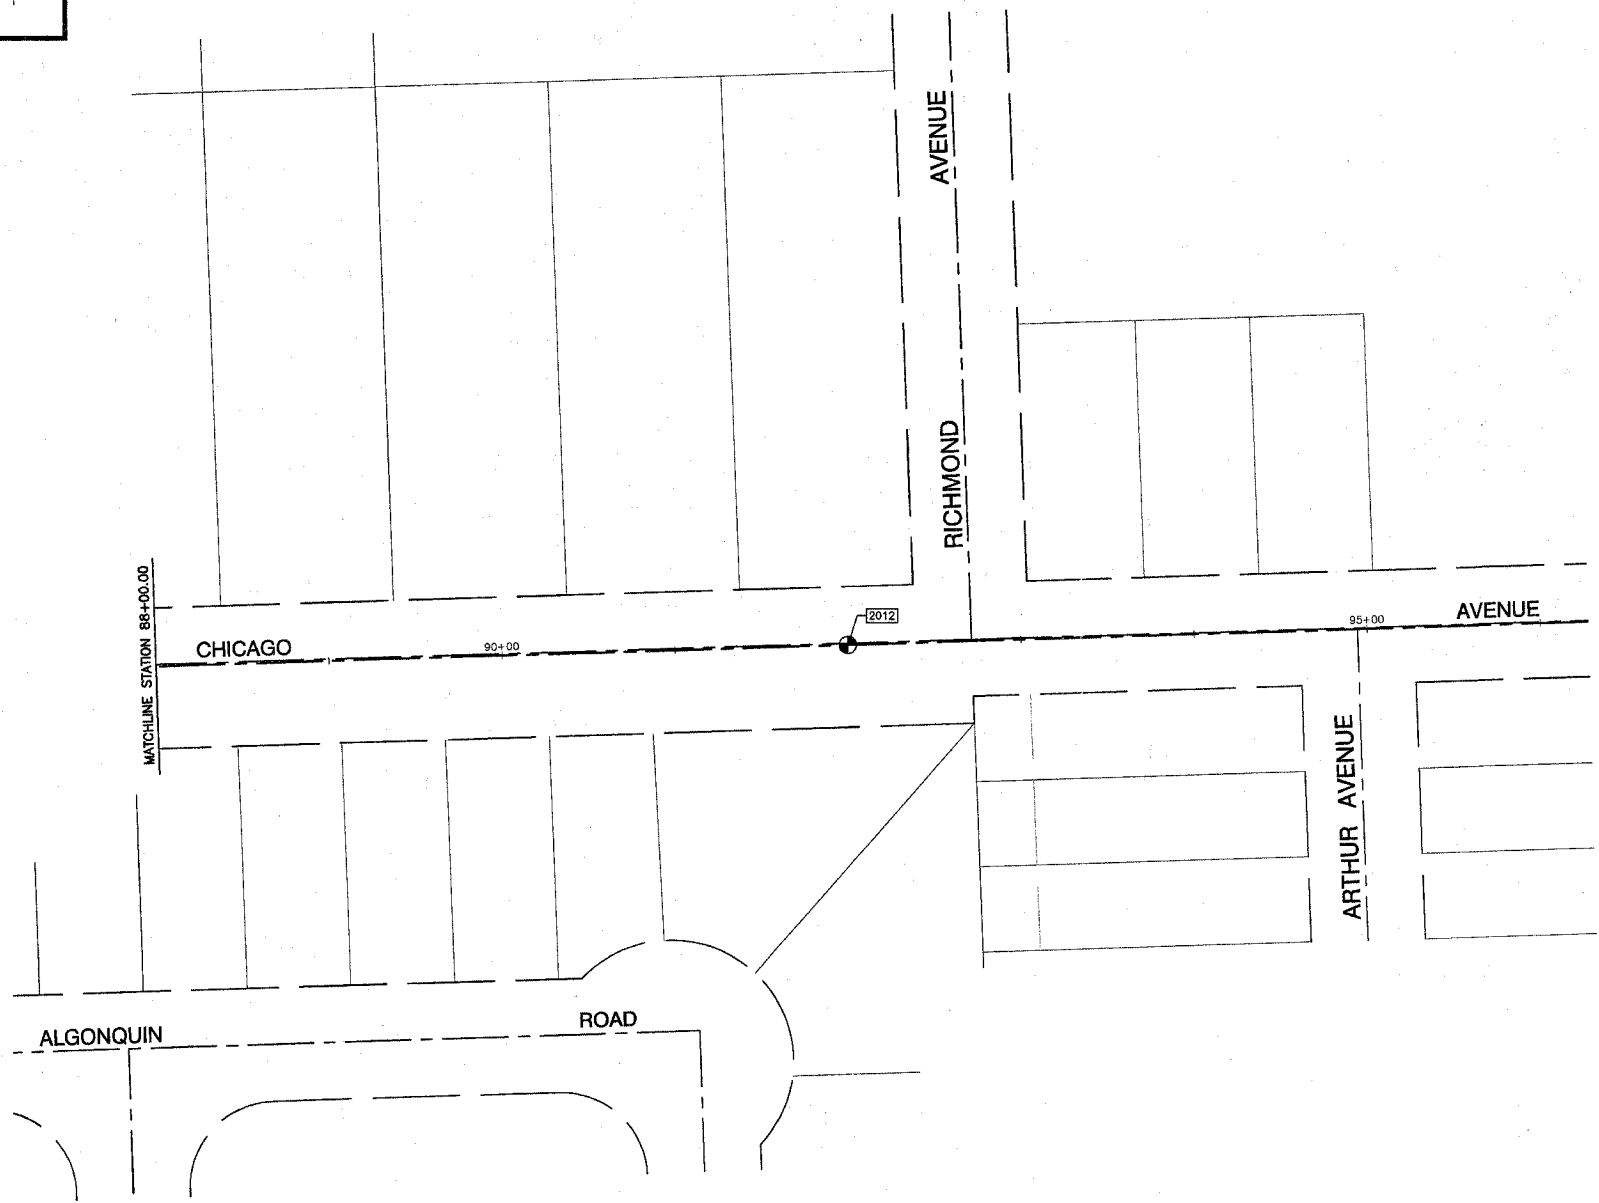 AVENUE
RICHMOND
MATCHLINE STATION 88+00.00
CHICAGO
90+00
2012
95+00
AVENUE
ARTHUR AVENUE
ALGONQUIN
ROAD